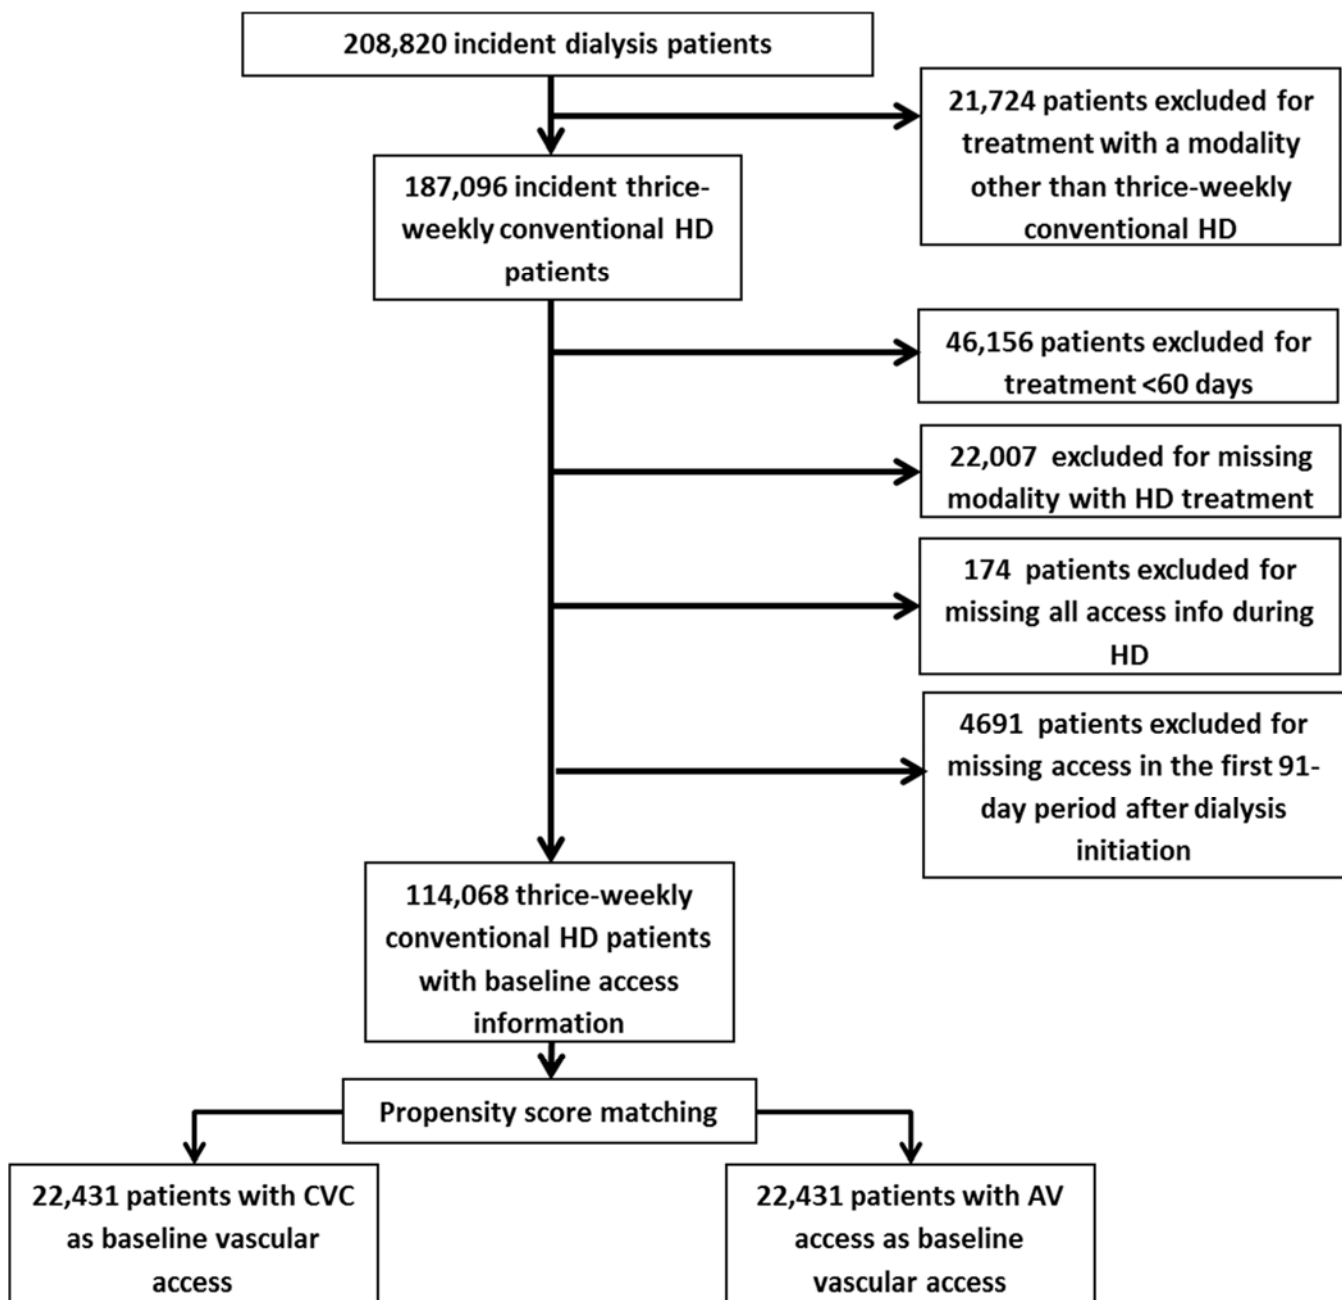 208,820 incident dialysis patients
21,724 patients excluded for
treatment with a modality
other than thrice-weekly
conventional HD
187,096 incident thrice-
weekly conventional HD
patients
46,156 patients excluded for
treatment <60 days
22,007 excluded for missing
modality with HD treatment
174 patients excluded for
missing all access info during
HD
4691 patients excluded for
missing access in the first 91-
day period after dialysis
initiation
114,068 thrice-weekly
conventional HD patients
with baseline access
information
Propensity score matching
22,431 patients with CVC
as baseline vascular
access
22,431 patients with AV
access as baseline
vascular access